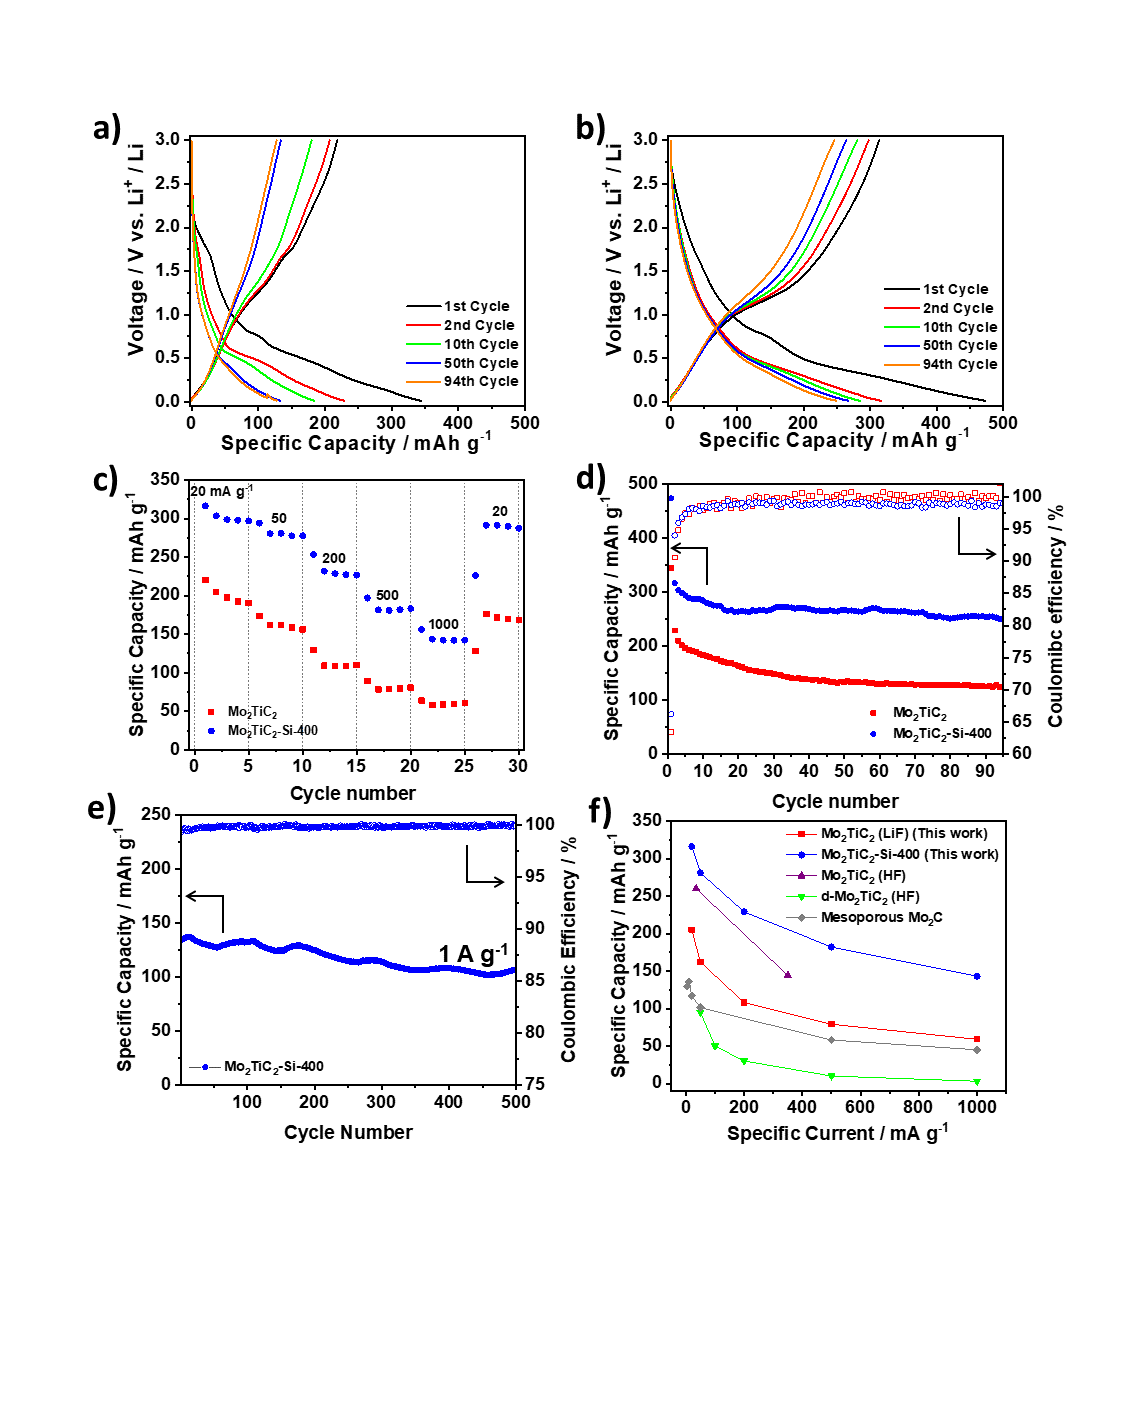 a)
3.0
2.5
2.0
1.5
1.0
0.5
0.0
Voltage / V vs. Li⁺ / Li
1st Cycle
2nd Cycle
10th Cycle
50th Cycle
94th Cycle
0 100 200 300 400 500
Specific Capacity / mAh g⁻¹
b)
3.0
2.5
2.0
1.5
1.0
0.5
0.0
Voltage / V vs. Li⁺ / Li
1st Cycle
2nd Cycle
10th Cycle
50th Cycle
94th Cycle
0 100 200 300 400 500
Specific Capacity / mAh g⁻¹
c)
350
300
250
200
150
100
50
0
Specific Capacity / mAh g⁻¹
20 mA g⁻¹
50
200
500
1000
20
Mo₂TiC₂
Mo₂TiC₂-Si-400
0 5 10 15 20 25 30
Cycle number
d)
500
400
300
200
100
0
Specific Capacity / mAh g⁻¹
100
95
90
85
80
75
70
65
60
Coulomibc efficiency / %
Mo₂TiC₂
Mo₂TiC₂-Si-400
0 10 20 30 40 50 60 70 80 90
Cycle number
e)
250
200
150
100
50
0
Specific Capacity / mAh g⁻¹
100
95
90
85
80
75
Coulombic Efficiency / %
1 A g⁻¹
Mo₂TiC₂-Si-400
100 200 300 400 500
Cycle Number
f)
350
300
250
200
150
100
50
0
Specific Capacity / mAh g⁻¹
Mo₂TiC₂ (LiF) (This work)
Mo₂TiC₂-Si-400 (This work)
Mo₂TiC₂ (HF)
d-Mo₂TiC₂ (HF)
Mesoporous Mo₂C
0 200 400 600 800 1000
Specific Current / mA g⁻¹